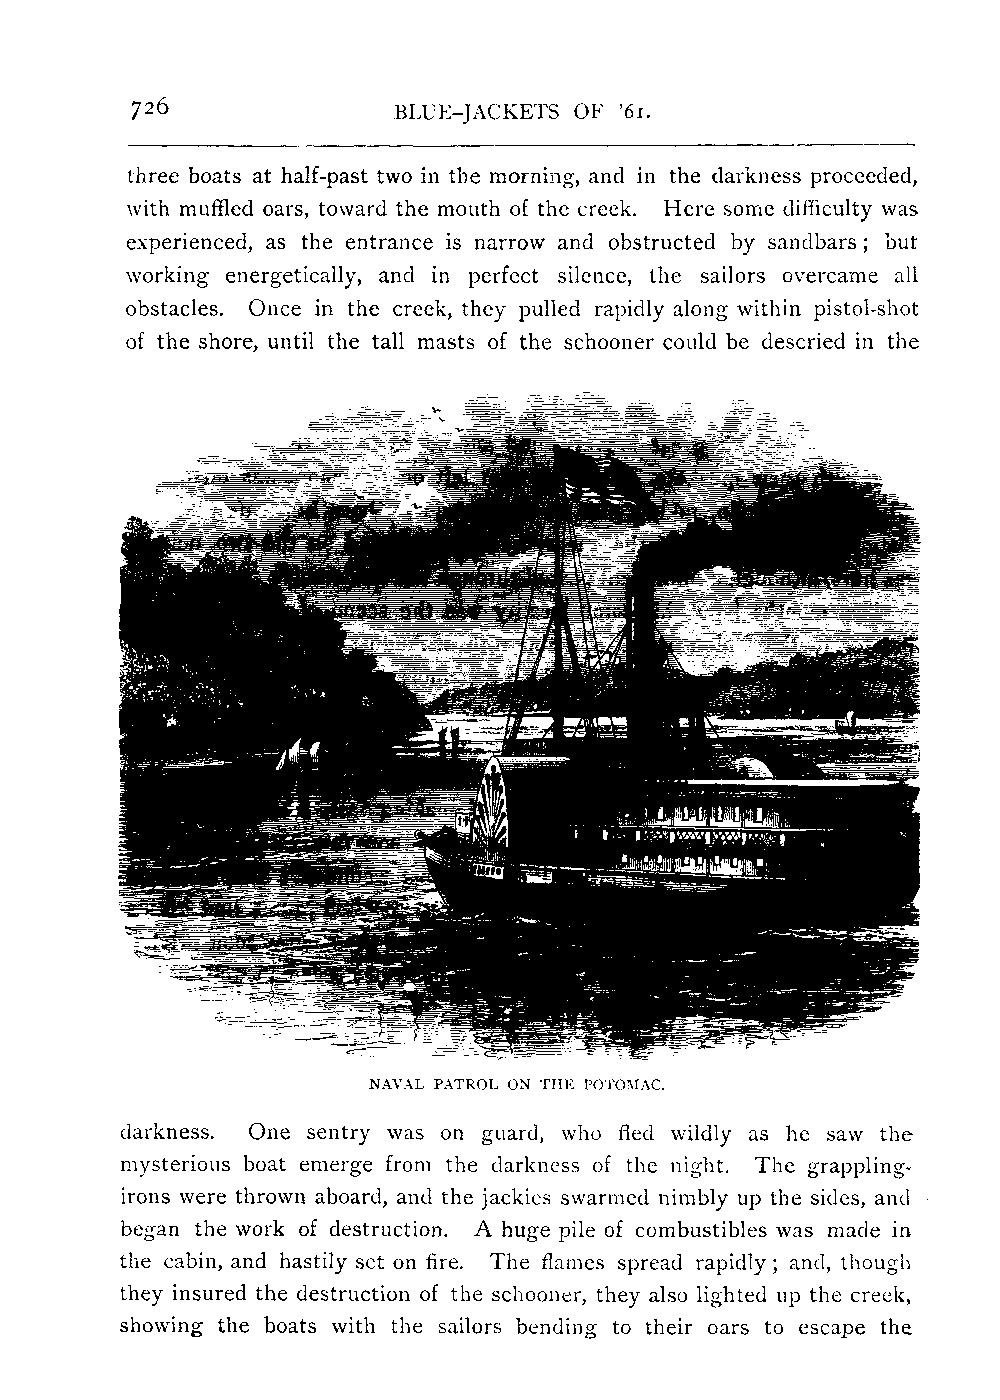 726
BLUE-JACKETS OF '61.
three boats at half-past two in the morning, and in the darkness proceeded,
with muffled oars, toward the mouth of the creek. Here some difficulty was
experienced, as the entrance is narrow and obstructed by sandbars; but
working energetically, and in perfect silence, the sailors overcame all
obstacles. Once in the creek, they pulled rapidly along within pistol-shot
of the shore, until the tall masts of the schooner could be descried in the
NAVAL PATROL ON THE POTOMAC.
darkness. One sentry was on guard, who fled wildly as he saw the
mysterious boat emerge from the darkness of the night. The grappling-
irons were thrown aboard, and the jackies swarmed nimbly up the sides, and
began the work of destruction. A huge pile of combustibles was made in
the cabin, and hastily set on fire. The flames spread rapidly; and, though
they insured the destruction of the schooner, they also lighted up the creek,
showing the boats with the sailors bending to their oars to escape the